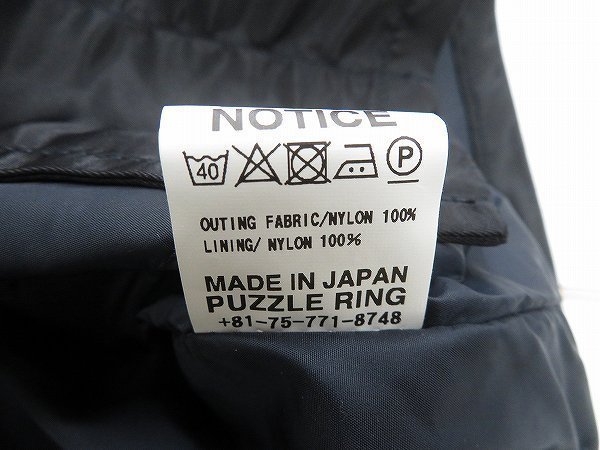 NOTICE
40 P
OUTING FABRIC/NYLON 100%
LINING/ NYLON 100%
MADE IN JAPAN
PUZZLE RING
+81-75-771-8748